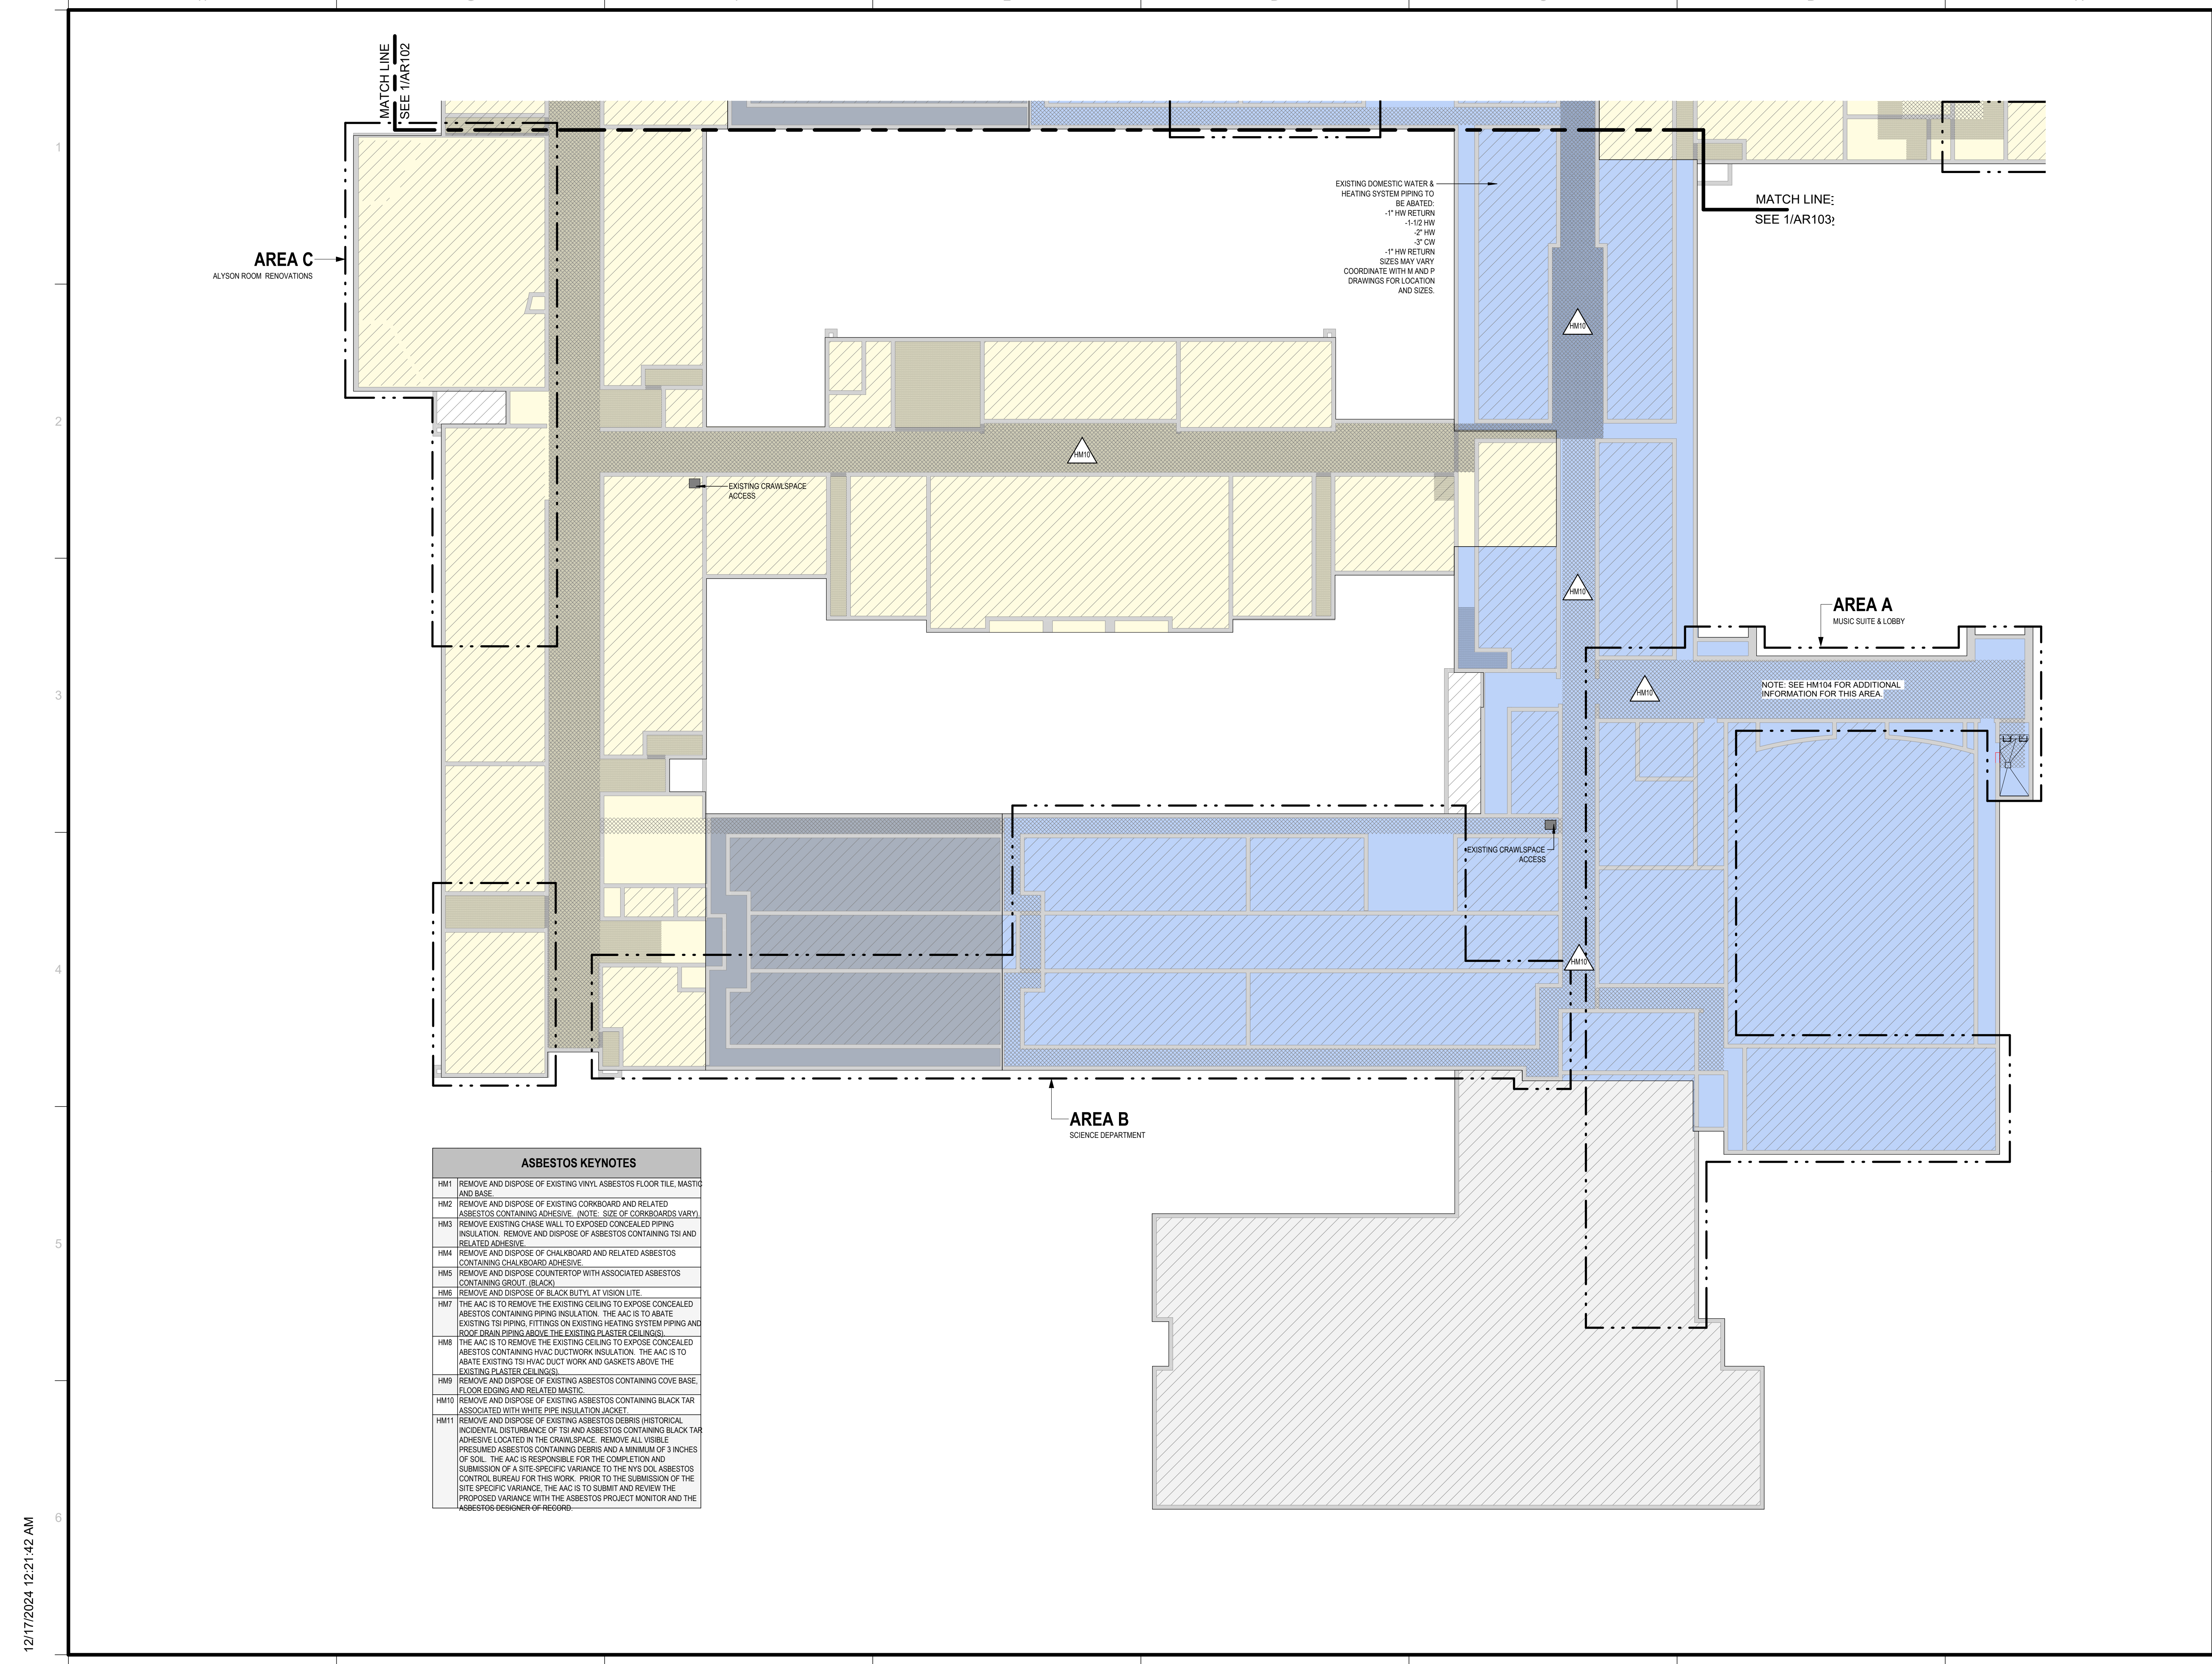 MATCH LINE
SEE 1/AR102
1
AREA C
ALYSON ROOM RENOVATIONS
EXISTING DOMESTIC WATER &
HEATING SYSTEM PIPING TO
BE ABATED:
-1" HW RETURN
-1-1/2 HW
-2" HW
-3" CW
-1" HW RETURN
SIZES MAY VARY
COORDINATE WITH M AND P
DRAWINGS FOR LOCATION
AND SIZES.
MATCH LINE
SEE 1/AR103
HM10
2
HM10
EXISTING CRAWLSPACE
ACCESS
HM10
AREA A
MUSIC SUITE & LOBBY
3
HM10
NOTE: SEE HM104 FOR ADDITIONAL
INFORMATION FOR THIS AREA.
EXISTING CRAWLSPACE
ACCESS
4
HM10
AREA B
SCIENCE DEPARTMENT
ASBESTOS KEYNOTES
HM1 REMOVE AND DISPOSE OF EXISTING VINYL ASBESTOS FLOOR TILE, MASTIC
AND BASE.
HM2 REMOVE AND DISPOSE OF EXISTING CORKBOARD AND RELATED
ASBESTOS CONTAINING ADHESIVE. (NOTE: SIZE OF CORKBOARDS VARY).
HM3 REMOVE EXISTING CHASE WALL TO EXPOSED CONCEALED PIPING
INSULATION. REMOVE AND DISPOSE OF ASBESTOS CONTAINING TSI AND
RELATED ADHESIVE.
HM4 REMOVE AND DISPOSE OF CHALKBOARD AND RELATED ASBESTOS
CONTAINING CHALKBOARD ADHESIVE.
HM5 REMOVE AND DISPOSE COUNTERTOP WITH ASSOCIATED ASBESTOS
CONTAINING GROUT. (BLACK)
HM6 REMOVE AND DISPOSE OF BLACK BUTYL AT VISION LITE.
HM7 THE AAC IS TO REMOVE THE EXISTING CEILING TO EXPOSE CONCEALED
ABESTOS CONTAINING PIPING INSULATION. THE AAC IS TO ABATE
EXISTING TSI PIPING, FITTINGS ON EXISTING HEATING SYSTEM PIPING AND
ROOF DRAIN PIPING ABOVE THE EXISTING PLASTER CEILING(S).
HM8 THE AAC IS TO REMOVE THE EXISTING CEILING TO EXPOSE CONCEALED
ABESTOS CONTAINING HVAC DUCTWORK INSULATION. THE AAC IS TO
ABATE EXISTING TSI HVAC DUCT WORK AND GASKETS ABOVE THE
EXISTING PLASTER CEILING(S).
HM9 REMOVE AND DISPOSE OF EXISTING ASBESTOS CONTAINING COVE BASE,
FLOOR EDGING AND RELATED MASTIC.
HM10 REMOVE AND DISPOSE OF EXISTING ASBESTOS CONTAINING BLACK TAR
ASSOCIATED WITH WHITE PIPE INSULATION JACKET.
HM11 REMOVE AND DISPOSE OF EXISTING ASBESTOS DEBRIS (HISTORICAL
INCIDENTAL DISTURBANCE OF TSI AND ASBESTOS CONTAINING BLACK TAR
ADHESIVE LOCATED IN THE CRAWLSPACE. REMOVE ALL VISIBLE
PRESUMED ASBESTOS CONTAINING DEBRIS AND A MINIMUM OF 3 INCHES
OF SOIL. THE AAC IS RESPONSIBLE FOR THE COMPLETION AND
SUBMISSION OF A SITE-SPECIFIC VARIANCE TO THE NYS DOL ASBESTOS
CONTROL BUREAU FOR THIS WORK. PRIOR TO THE SUBMISSION OF THE
SITE SPECIFIC VARIANCE, THE AAC IS TO SUBMIT AND REVIEW THE
PROPOSED VARIANCE WITH THE ASBESTOS PROJECT MONITOR AND THE
ASBESTOS DESIGNER OF RECORD.
5
6
12/17/2024 12:21:42 AM